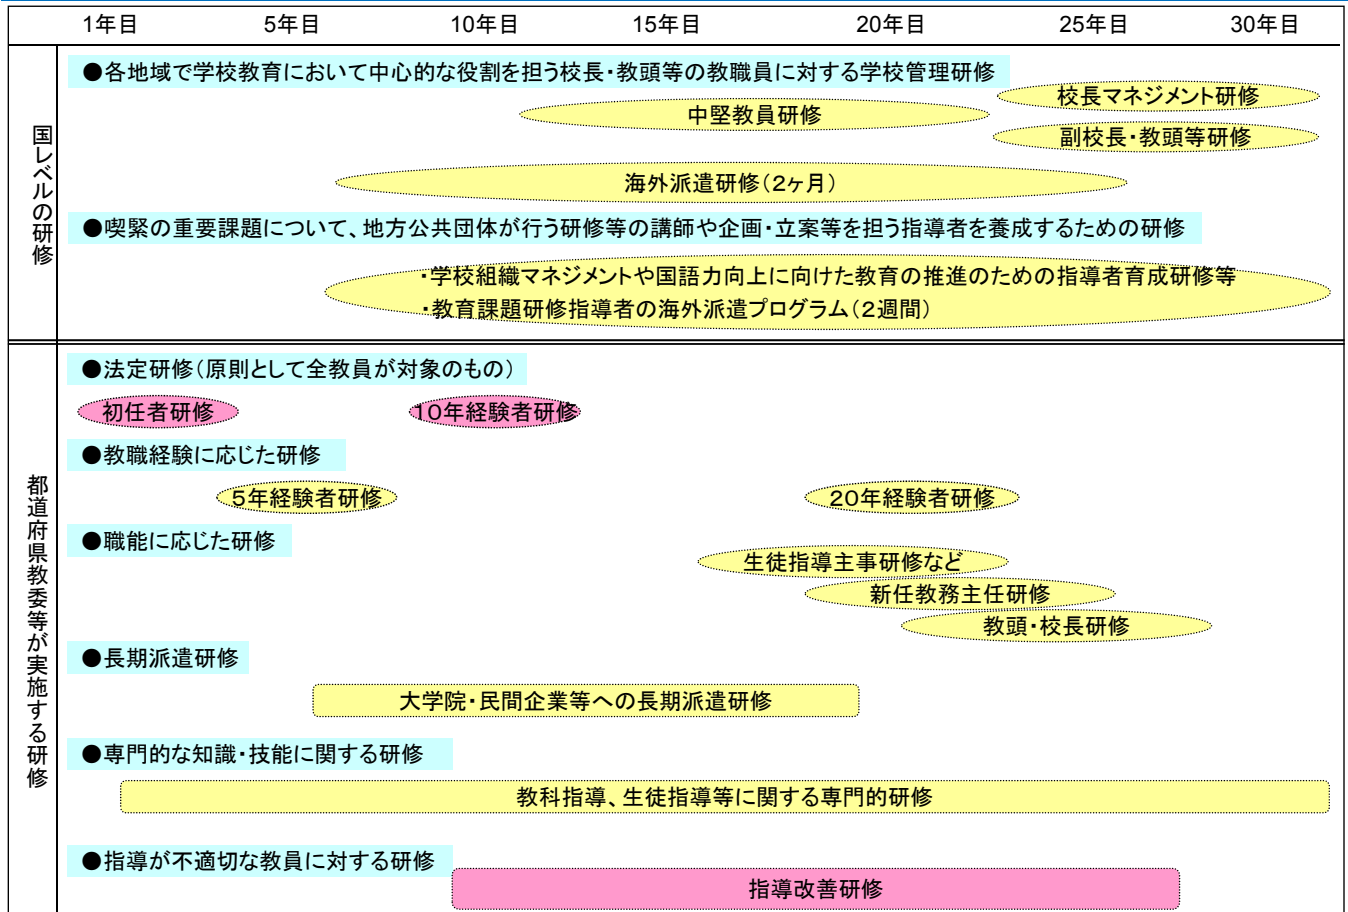 1年目 5年目 10年目 15年目 20年目 25年目 30年目
国レベルの研修
●各地域で学校教育において中心的な役割を担う校長・教頭等の教職員に対する学校管理研修
校長マネジメント研修
中堅教員研修
副校長・教頭等研修
海外派遣研修（2ヶ月）
●喫緊の重要課題について、地方公共団体が行う研修等の講師や企画・立案等を担う指導者を養成するための研修
・学校組織マネジメントや国語力向上に向けた教育の推進のための指導者育成研修等
・教育課題研修指導者の海外派遣プログラム（2週間）
都道府県教委等が実施する研修
●法定研修（原則として全教員が対象のもの）
初任者研修 10年経験者研修
●教職経験に応じた研修
5年経験者研修 20年経験者研修
●職能に応じた研修
生徒指導主事研修など
新任教務主任研修
教頭・校長研修
●長期派遣研修
大学院・民間企業等への長期派遣研修
●専門的な知識・技能に関する研修
教科指導、生徒指導等に関する専門的研修
●指導が不適切な教員に対する研修
指導改善研修